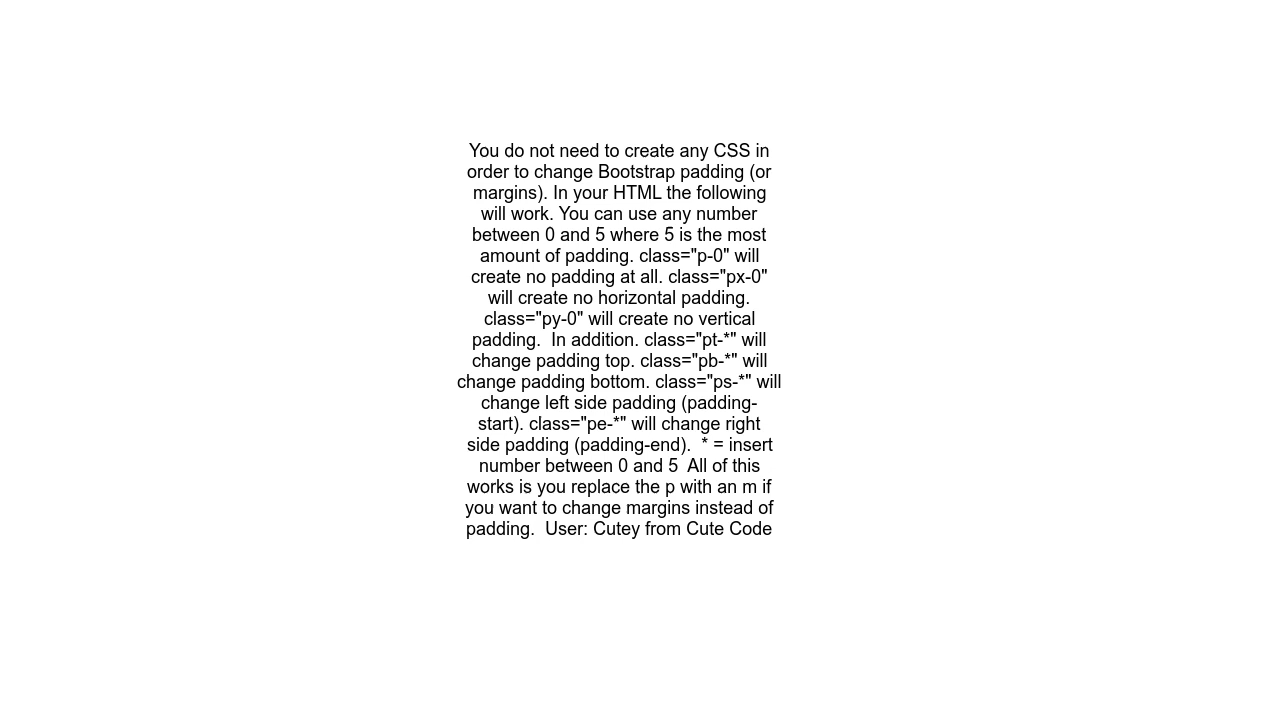 You do not need to create any CSS in
order to change Bootstrap padding (or
margins). In your HTML the following
will work. You can use any number
between 0 and 5 where 5 is the most
amount of padding. class="p-0" will
create no padding at all. class="px-0"
will create no horizontal padding.
class="py-0" will create no vertical
padding.  In addition. class="pt-*" will
change padding top. class="pb-*" will
change padding bottom. class="ps-*" will
change left side padding (padding-
start). class="pe-*" will change right
side padding (padding-end).  * = insert
number between 0 and 5  All of this
works is you replace the p with an m if
you want to change margins instead of
padding.  User: Cutey from Cute Code